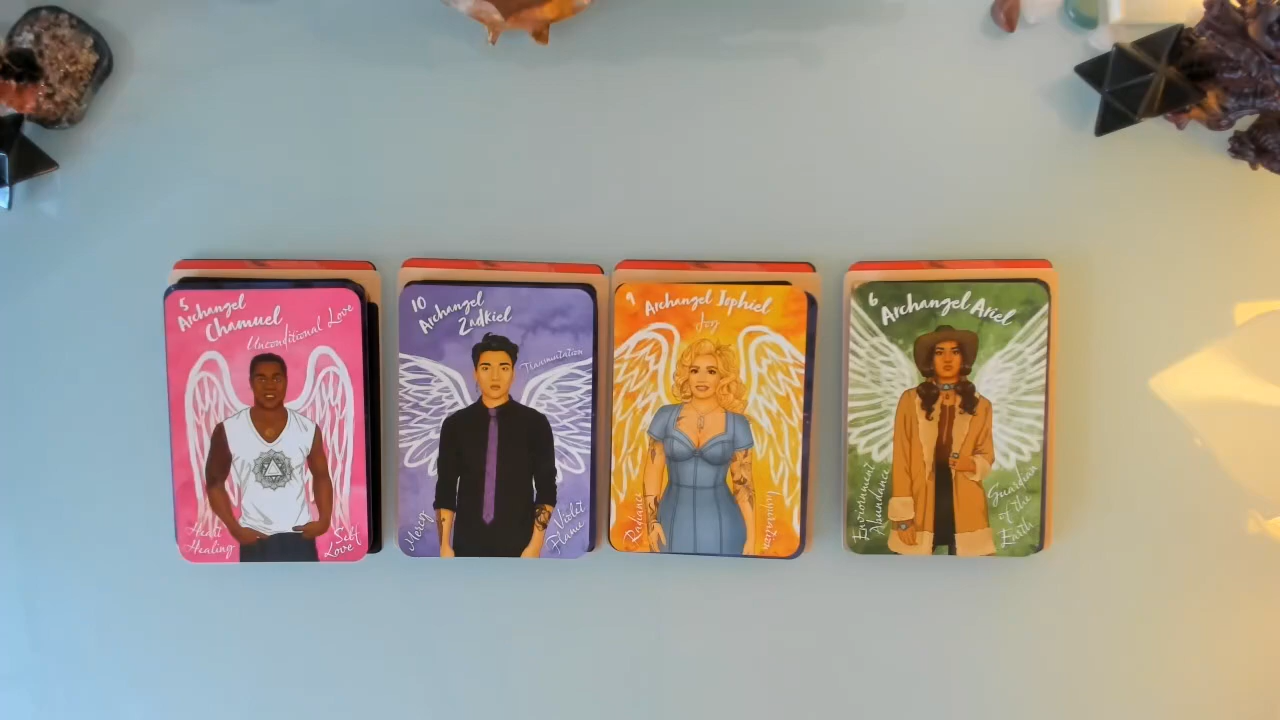 5
Archangel
Chamuel
Unconditional Love
Heart
Healing
Self
Love
10
Archangel
Zadkiel
Transmutation
Mercy
Violet
Flame
9
Archangel Jophiel
Joy
Radiance
Inspiration
6
Archangel Ariel
Enviornment
Abundance
Guardian
of the
Earth